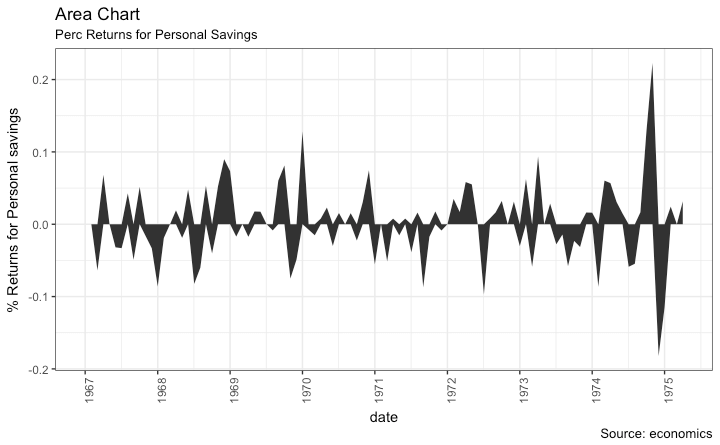 Area Chart
Perc Returns for Personal Savings
% Returns for Personal savings
0.2
0.1
0.0
-0.1
-0.2
1967
1968
1969
1970
1971
1972
1973
1974
1975
date
Source: economics